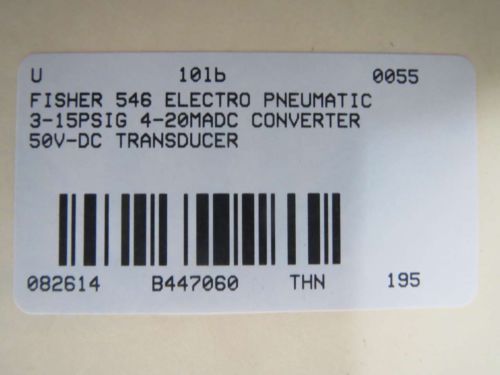 U 10lb 0055
FISHER 546 ELECTRO PNEUMATIC
3-15PSIG 4-20MADC CONVERTER
50V-DC TRANSDUCER
082614 B447060 THN 195